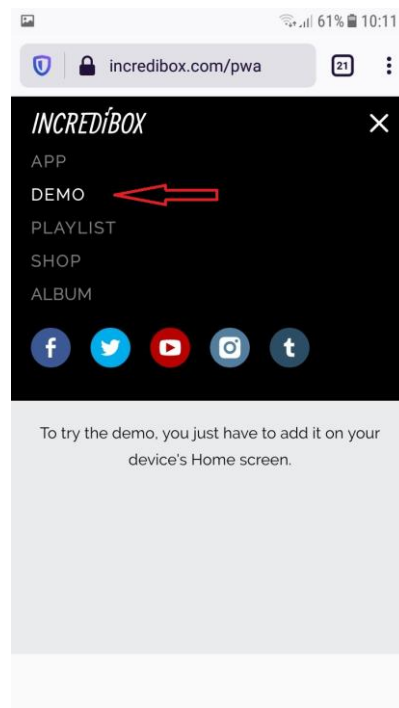 61% 10:11
incredibox.com/pwa 21
INCREDÍBOX
APP
DEMO
PLAYLIST
SHOP
ALBUM
f t
To try the demo, you just have to add it on your
device's Home screen.